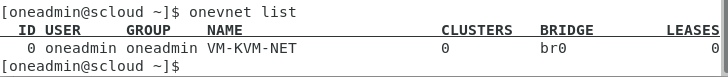 [oneadmin@scloud ~]$ onevnet list
ID USER GROUP NAME CLUSTERS BRIDGE LEASES
0 oneadmin oneadmin VM-KVM-NET 0 br0 0
[oneadmin@scloud ~]$